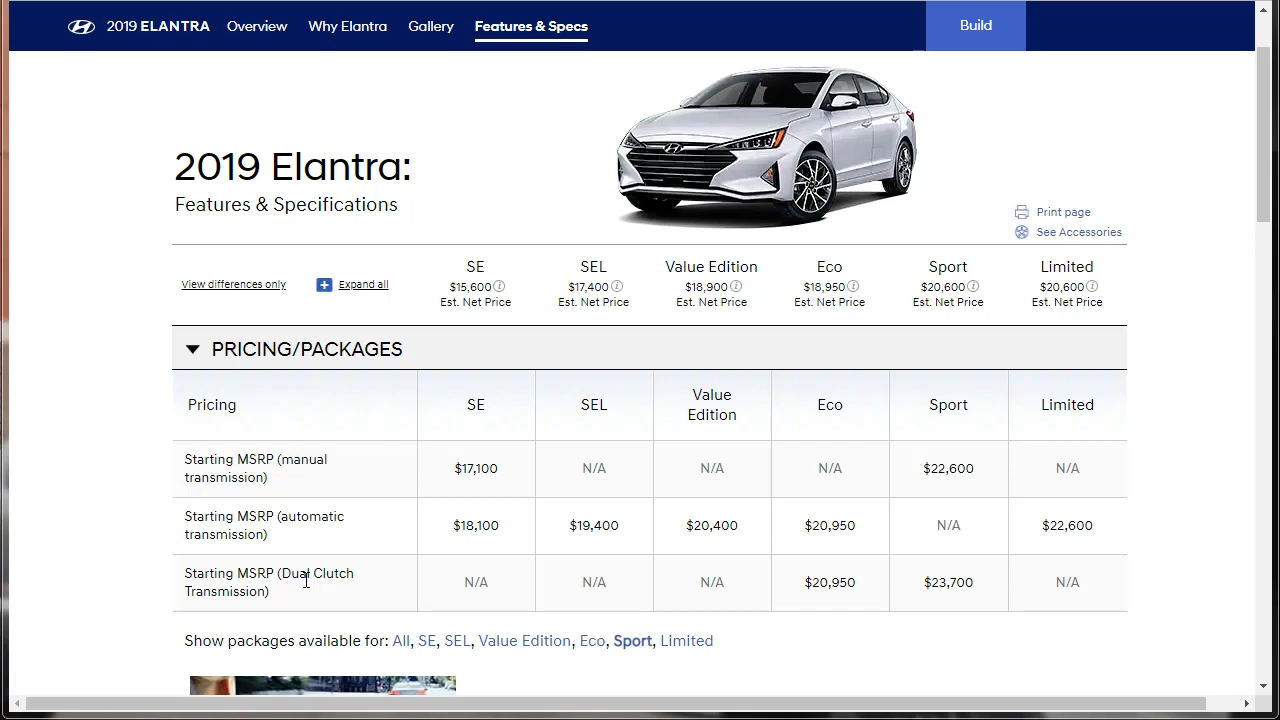 2019 ELANTRA Overview Why Elantra Gallery Features & Specs Build
2019 Elantra:
Features & Specifications
Print page
See Accessories
View differences only Expand all
SE SEL Value Edition Eco Sport Limited
$15,600 $17,400 $18,900 $18,950 $20,600 $20,600
Est. Net Price Est. Net Price Est. Net Price Est. Net Price Est. Net Price Est. Net Price
PRICING/PACKAGES
Pricing SE SEL Value Edition Eco Sport Limited
Starting MSRP (manual
transmission) $17,100 N/A N/A N/A $22,600 N/A
Starting MSRP (automatic
transmission) $18,100 $19,400 $20,400 $20,950 N/A $22,600
Starting MSRP (Dual Clutch
Transmission) N/A N/A N/A $20,950 $23,700 N/A
Show packages available for: All, SE, SEL, Value Edition, Eco, Sport, Limited